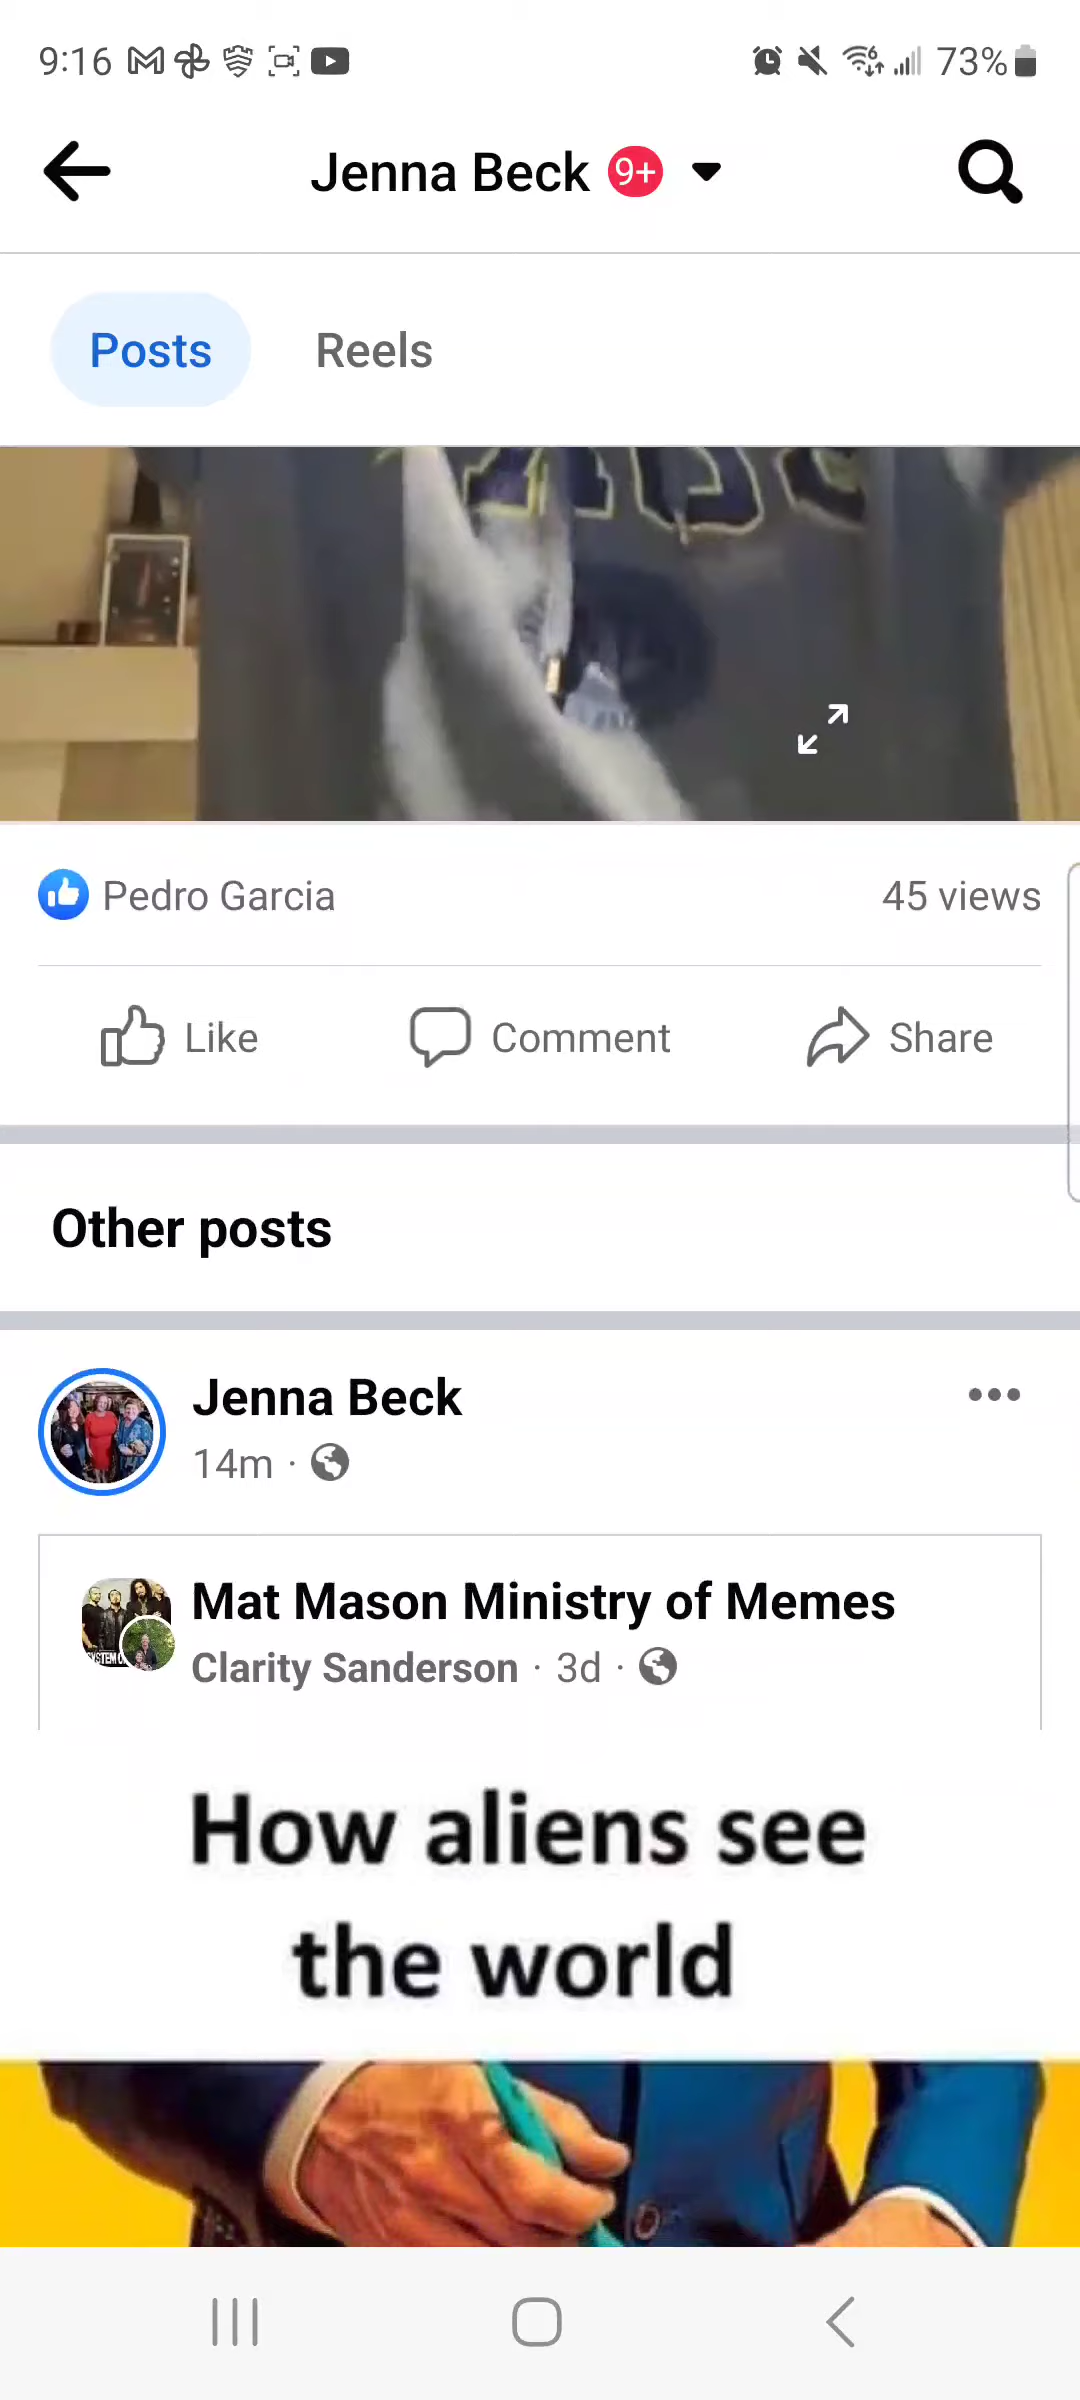 9:16 73%
Jenna Beck 9+
Posts Reels
Pedro Garcia 45 views
Like Comment Share
Other posts
Jenna Beck
14m ·
Mat Mason Ministry of Memes
Clarity Sanderson · 3d ·
How aliens see
the world